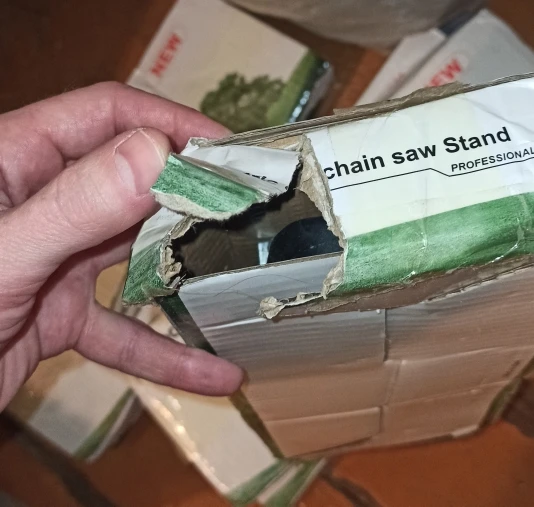 NEW
NEW
chain saw Stand
PROFESSIONAL